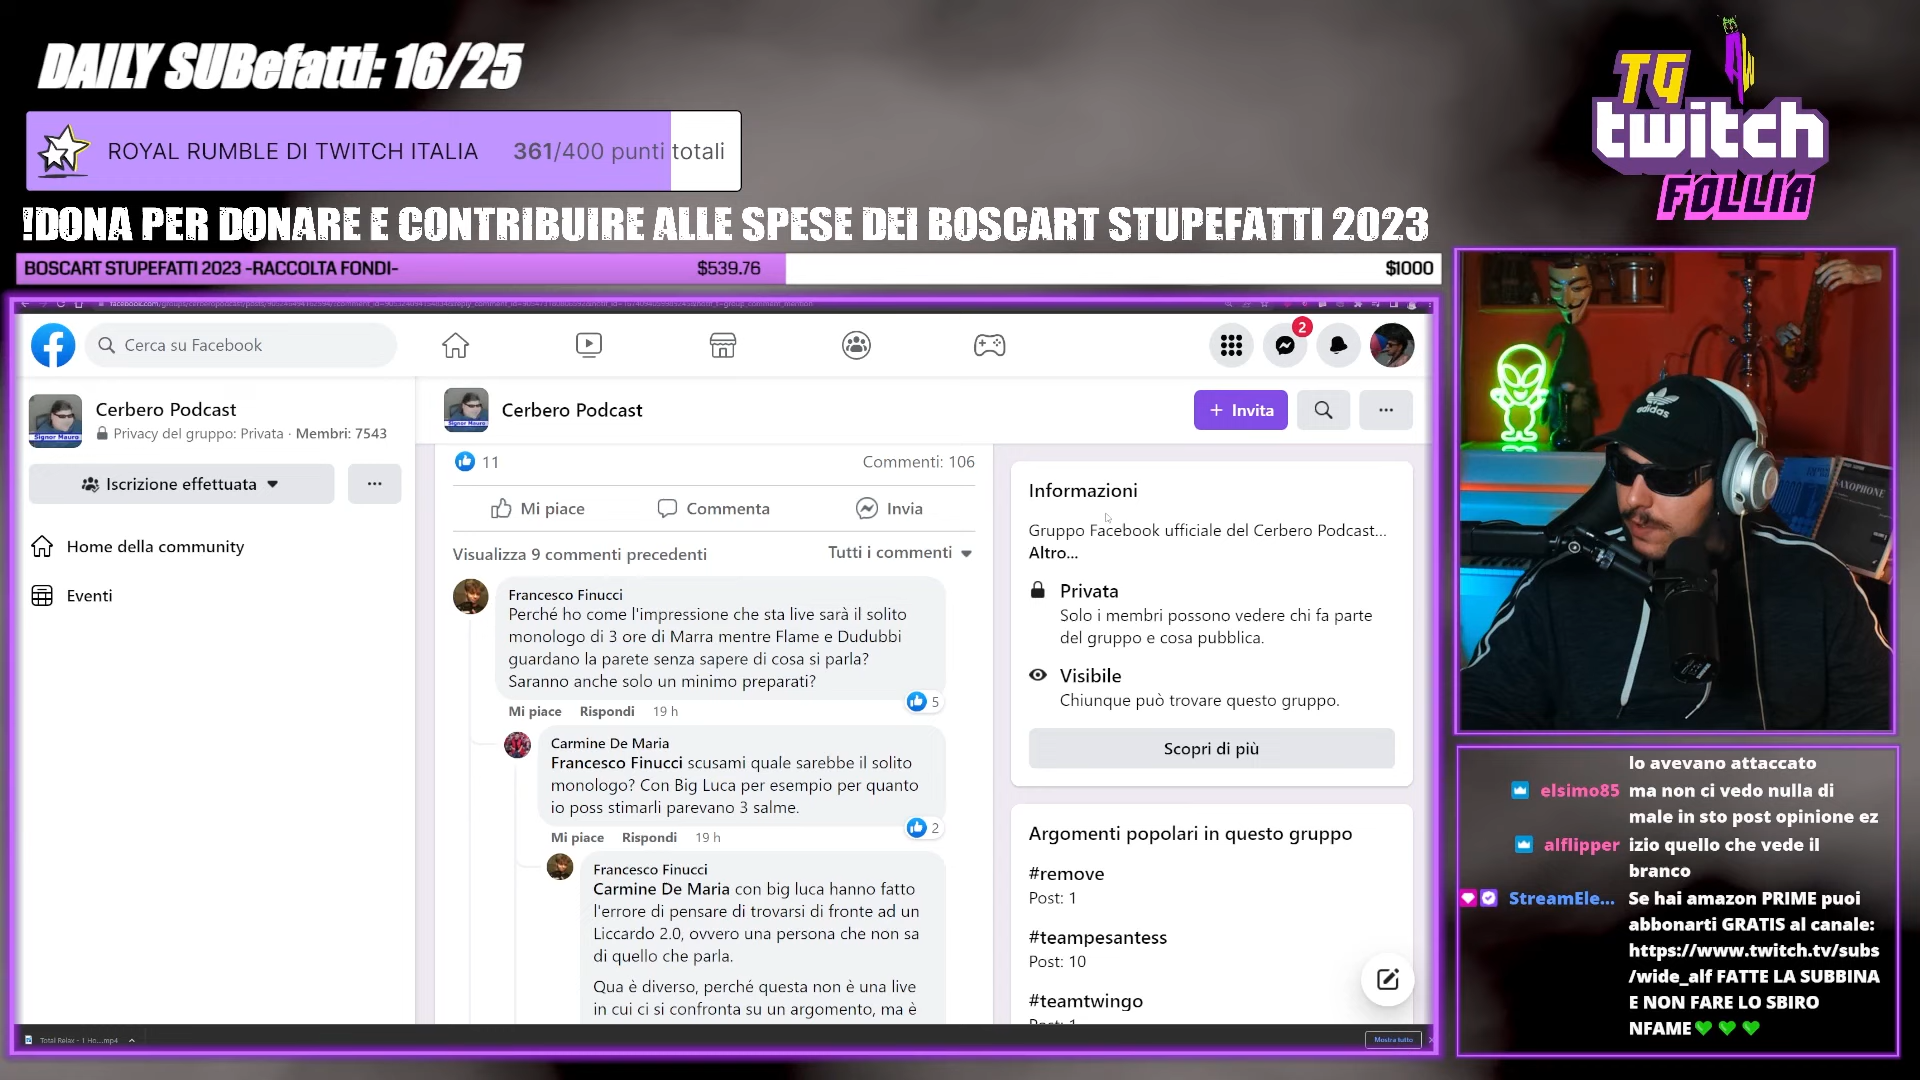 DAILY SUBefatti: 16/25
ROYAL RUMBLE DI TWITCH ITALIA 361/400 punti totali
!DONA PER DONARE E CONTRIBUIRE ALLE SPESE DEI BOSCART STUPEFATTI 2023
BOSCART STUPEFATTI 2023 -RACCOLTA FONDI- $539.76 $1000
TG
twitch
FOLLIA
Cerca su Facebook
2
Cerbero Podcast
Privacy del gruppo: Privata · Membri: 7543
Signor Mauro
Iscrizione effettuata
Home della community
Eventi
Cerbero Podcast
+ Invita
11
Commenti: 106
Mi piace
Commenta
Invia
Visualizza 9 commenti precedenti
Tutti i commenti
Francesco Finucci
Perché ho come l'impressione che sta live sarà il solito
monologo di 3 ore di Marra mentre Flame e Dudubbi
guardano la parete senza sapere di cosa si parla?
Saranno anche solo un minimo preparati?
5
Mi piace Rispondi 19 h
Carmine De Maria
Francesco Finucci scusami quale sarebbe il solito
monologo? Con Big Luca per esempio per quanto
io poss stimarli parevano 3 salme.
2
Mi piace Rispondi 19 h
Francesco Finucci
Carmine De Maria con big luca hanno fatto
l'errore di pensare di trovarsi di fronte ad un
Liccardo 2.0, ovvero una persona che non sa
di quello che parla.
Qua è diverso, perché questa non è una live
in cui ci si confronta su un argomento, ma è
Informazioni
Gruppo Facebook ufficiale del Cerbero Podcast...
Altro...
Privata
Solo i membri possono vedere chi fa parte
del gruppo e cosa pubblica.
Visibile
Chiunque può trovare questo gruppo.
Scopri di più
Argomenti popolari in questo gruppo
#remove
Post: 1
#teampesantess
Post: 10
#teamtwingo
Post: 1
Total Relax - 1 Ho....mp4
Mostra tutto
adidas
SAXOPHONE
lo avevano attaccato
elsimo85 ma non ci vedo nulla di
male in sto post opinione ez
alflipper izio quello che vede il
branco
StreamEle... Se hai amazon PRIME puoi
abbonarti GRATIS al canale:
https://www.twitch.tv/subs
/wide_alf FATTE LA SUBBINA
E NON FARE LO SBIRO
NFAME